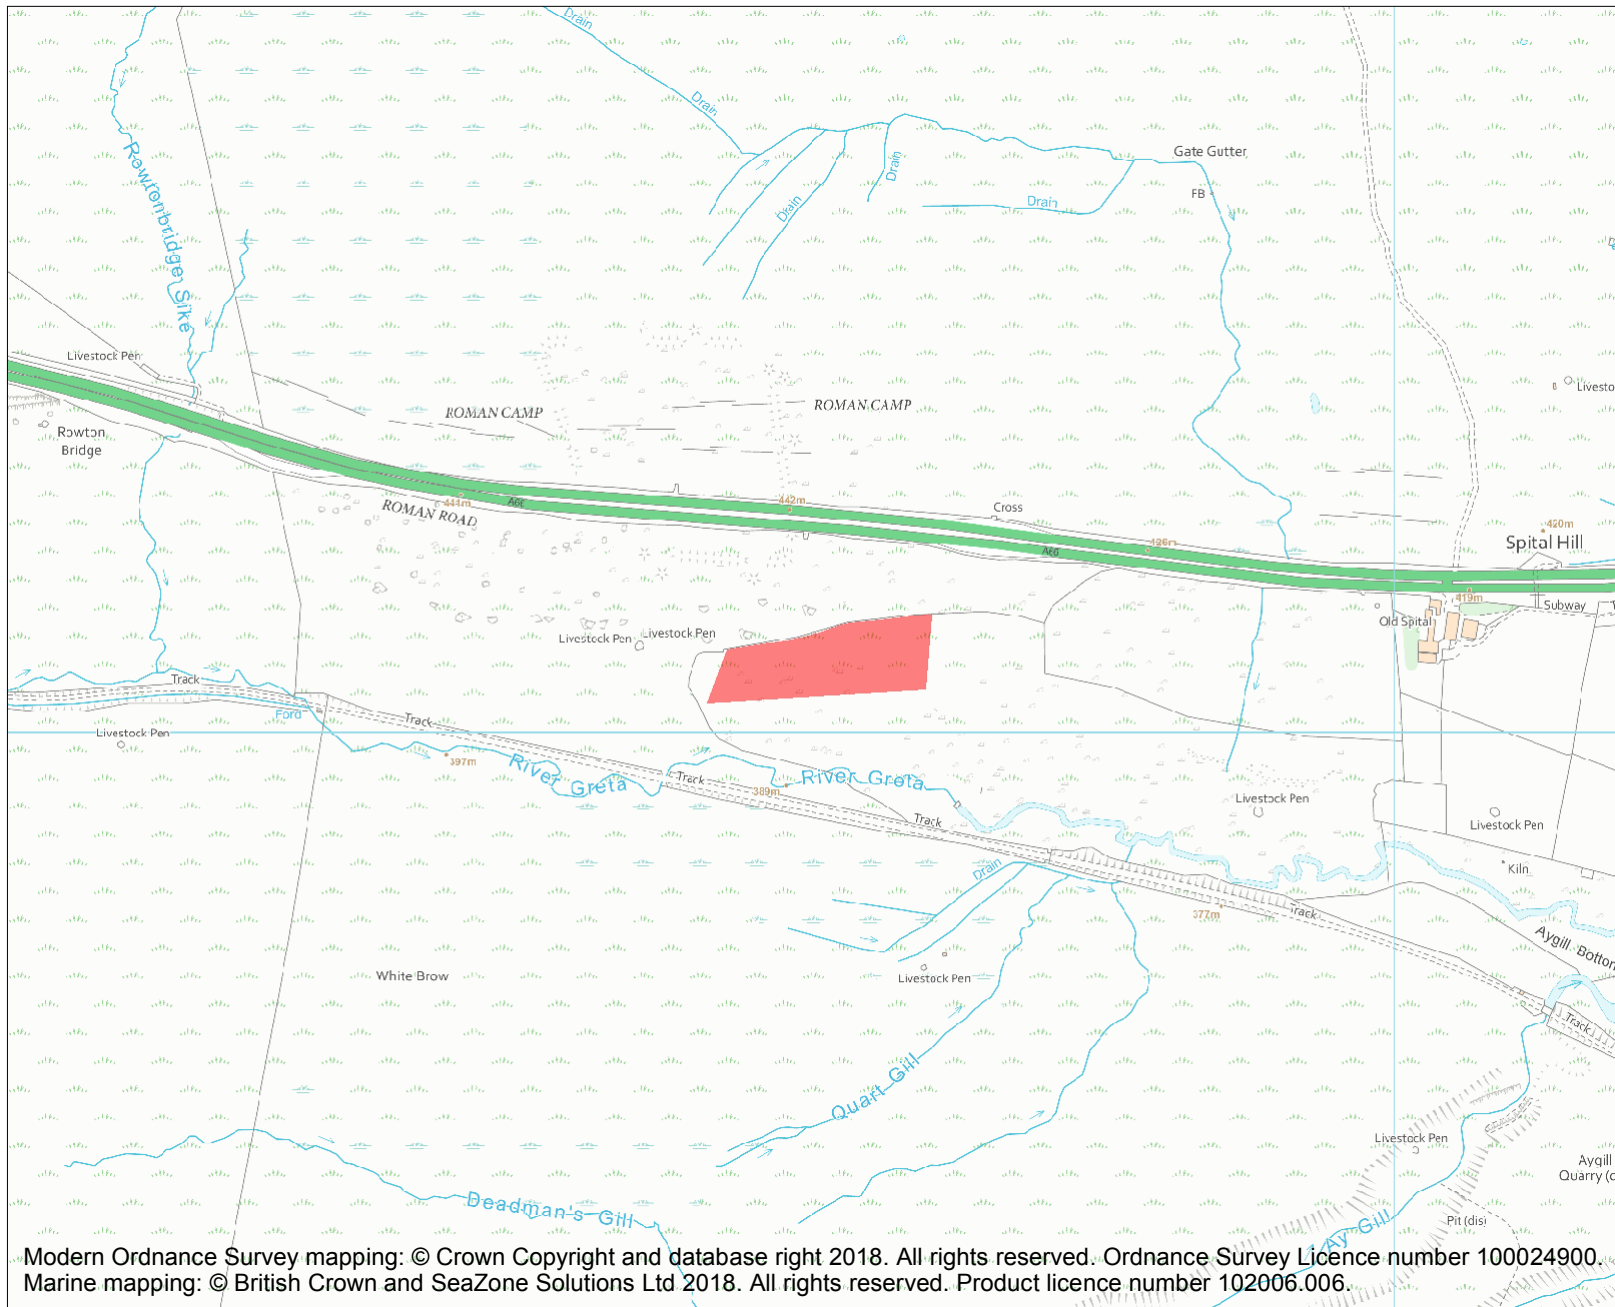 Drain
Drain
Drain
Drain
Drain
Gate Gutter
FB
Rowtonbridge Sike
Livestock Pen
Rowton
Bridge
ROMAN CAMP
ROMAN CAMP
ROMAN ROAD
444m
A66
442m
Cross
A66
426m
420m
Spital Hill
419m
Subway
Old Spital
Livestock Pen
Livestock Pen
Track
Ford
Livestock Pen
Track
397m
River Greta
Track
389m
River Greta
Track
Livestock Pen
Livestock Pen
Kiln
Drain
377m
Track
Aygill
Livestock Pen
White Brow
Track
Quart Gill
Livestock Pen
Aygill
Pit (dis)
Deadman's Gill
Ay Gill
Modern Ordnance Survey mapping: © Crown Copyright and database right 2018. All rights reserved. Ordnance Survey Licence number 100024900.
Marine mapping: © British Crown and SeaZone Solutions Ltd 2018. All rights reserved. Product licence number 102006.006.